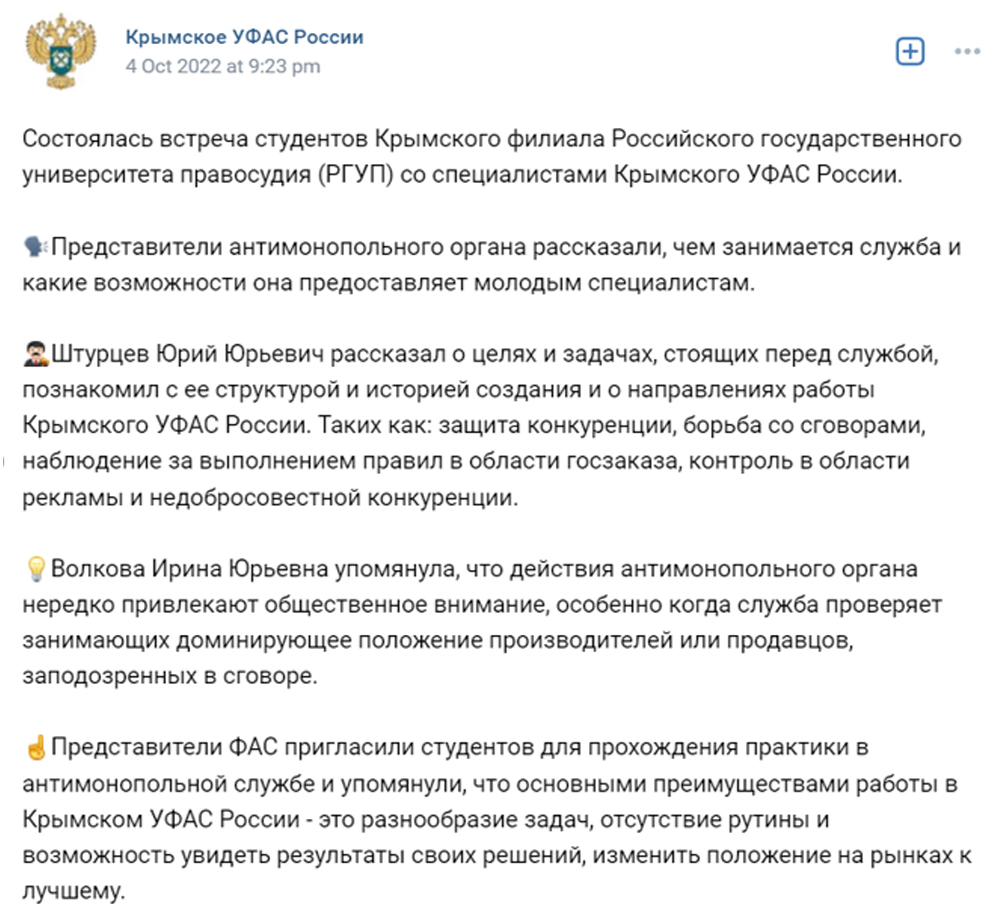 Крымское УФАС России
4 Oct 2022 at 9:23 pm
Состоялась встреча студентов Крымского филиала Российского государственного
университета правосудия (РГУП) со специалистами Крымского УФАС России.
🗣Представители антимонопольного органа рассказали, чем занимается служба и
какие возможности она предоставляет молодым специалистам.
👨🏻‍⚖️Штурцев Юрий Юрьевич рассказал о целях и задачах, стоящих перед службой,
познакомил с ее структурой и историей создания и о направлениях работы
Крымского УФАС России. Таких как: защита конкуренции, борьба со сговорами,
наблюдение за выполнением правил в области госзаказа, контроль в области
рекламы и недобросовестной конкуренции.
💡Волкова Ирина Юрьевна упомянула, что действия антимонопольного органа
нередко привлекают общественное внимание, особенно когда служба проверяет
занимающих доминирующее положение производителей или продавцов,
заподозренных в сговоре.
☝Представители ФАС пригласили студентов для прохождения практики в
антимонопольной службе и упомянули, что основными преимуществами работы в
Крымском УФАС России - это разнообразие задач, отсутствие рутины и
возможность увидеть результаты своих решений, изменить положение на рынках к
лучшему.